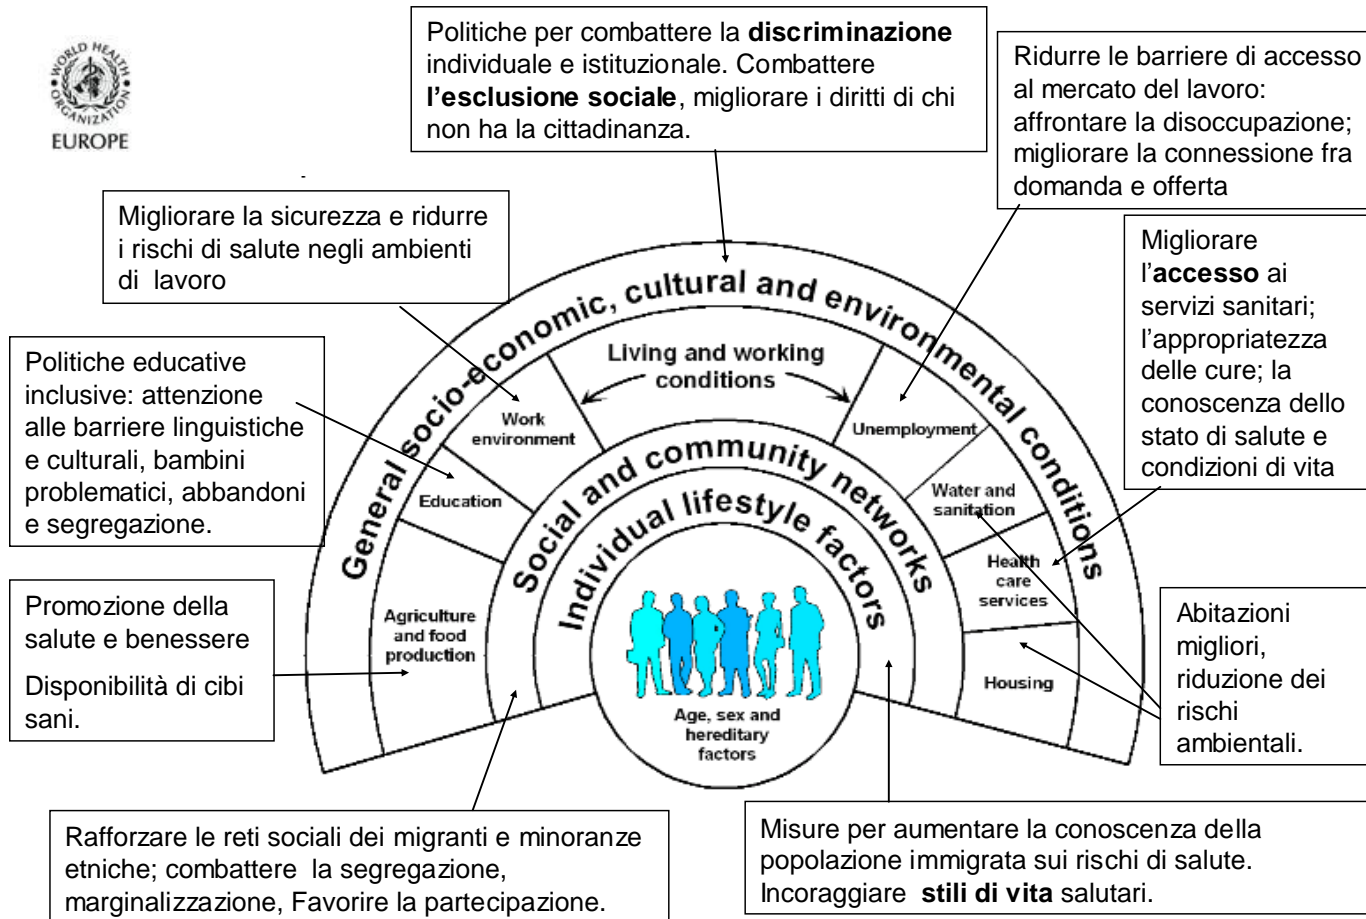 WORLD HEALTH
ORGANIZATION
EUROPE
Politiche per combattere la discriminazione
individuale e istituzionale. Combattere
l’esclusione sociale, migliorare i diritti di chi
non ha la cittadinanza.
Ridurre le barriere di accesso
al mercato del lavoro:
affrontare la disoccupazione;
migliorare la connessione fra
domanda e offerta
Migliorare la sicurezza e ridurre
i rischi di salute negli ambienti
di lavoro
Migliorare
l’accesso ai
servizi sanitari;
l’appropriatezza
delle cure; la
conoscenza dello
stato di salute e
condizioni di vita
Politiche educative
inclusive: attenzione
alle barriere linguistiche
e culturali, bambini
problematici, abbandoni
e segregazione.
General socio-economic, cultural and environmental conditions
Living and working
conditions
Work
environment
Unemployment
Education
Water and
sanitation
Social and community networks
Individual lifestyle factors
Health
care
services
Agriculture
and food
production
Housing
Age, sex and
hereditary
factors
Promozione della
salute e benessere
Disponibilità di cibi
sani.
Abitazioni
migliori,
riduzione dei
rischi
ambientali.
Rafforzare le reti sociali dei migranti e minoranze
etniche; combattere la segregazione,
marginalizzazione, Favorire la partecipazione.
Misure per aumentare la conoscenza della
popolazione immigrata sui rischi di salute.
Incoraggiare stili di vita salutari.